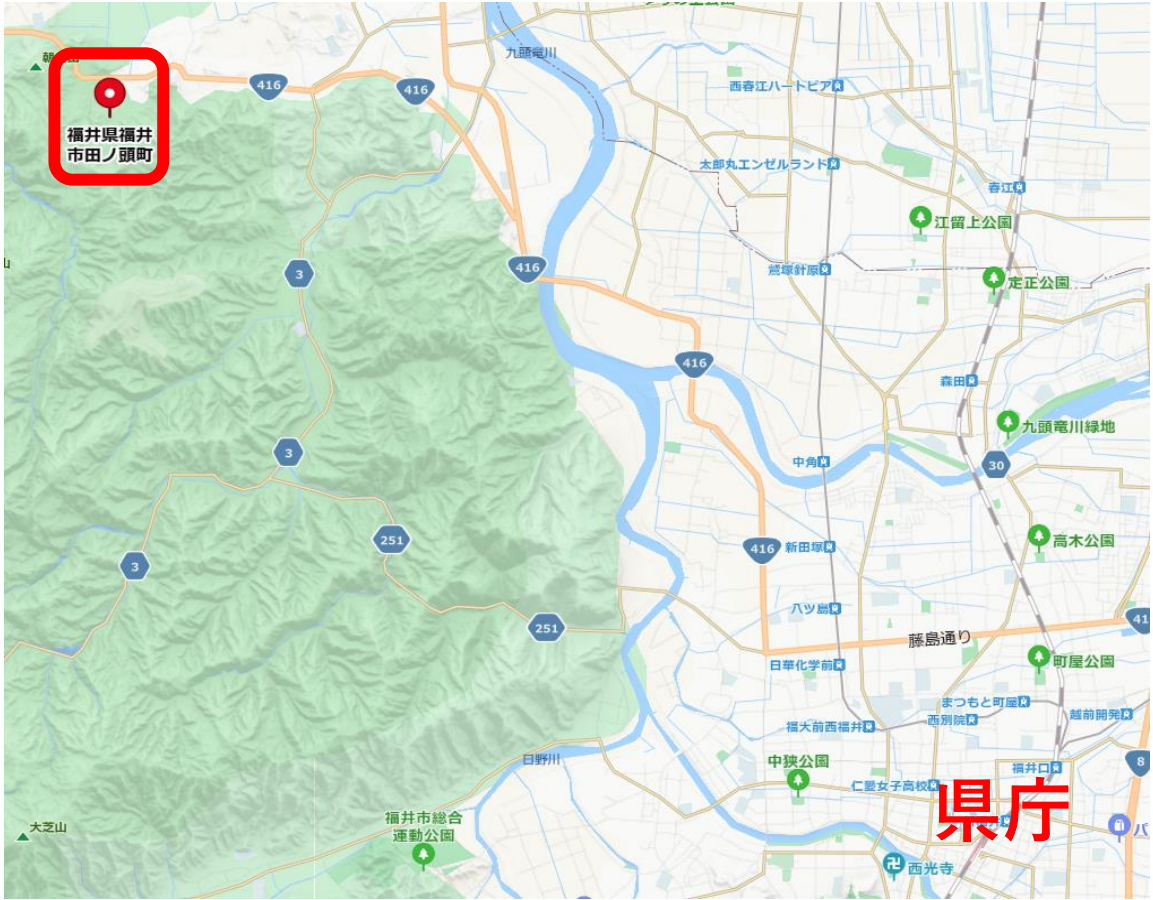 九頭竜川
416
416
福井県福井
市田ノ頭町
西春江ハートピア
太郎丸エンゼルランド
春江
江留上公園
3
416
鷲塚針原
定正公園
416
森田
九頭竜川緑地
3
中角
30
251
3
416
新田塚
高木公園
八ツ島
251
藤島通り
日華化学前
町屋公園
まつもと町屋
西別院
越前開発
福大前西福井
日野川
中狭公園
福井口
8
仁愛女子高校
県庁
大芝山
福井市総合
運動公園
西光寺